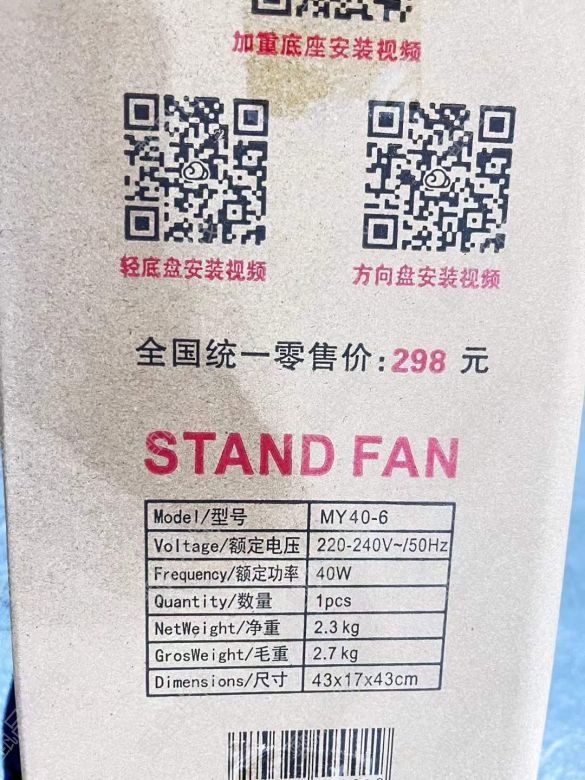 加重底座安装视频
轻底盘安装视频 方向盘安装视频
全国统一零售价:298 元
STAND FAN
Model/型号 MY40-6
Voltage/额定电压 220-240V~/50Hz
Frequency/额定功率 40W
Quantity/数量 1pcs
NetWeight/净重 2.3kg
GrosWeight/毛重 2.7kg
Dimensions/尺寸 43x17x43cm